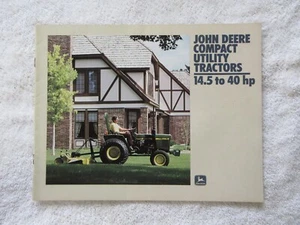 JOHN DEERE
COMPACT
UTILITY
TRACTORS
14.5 to 40 hp